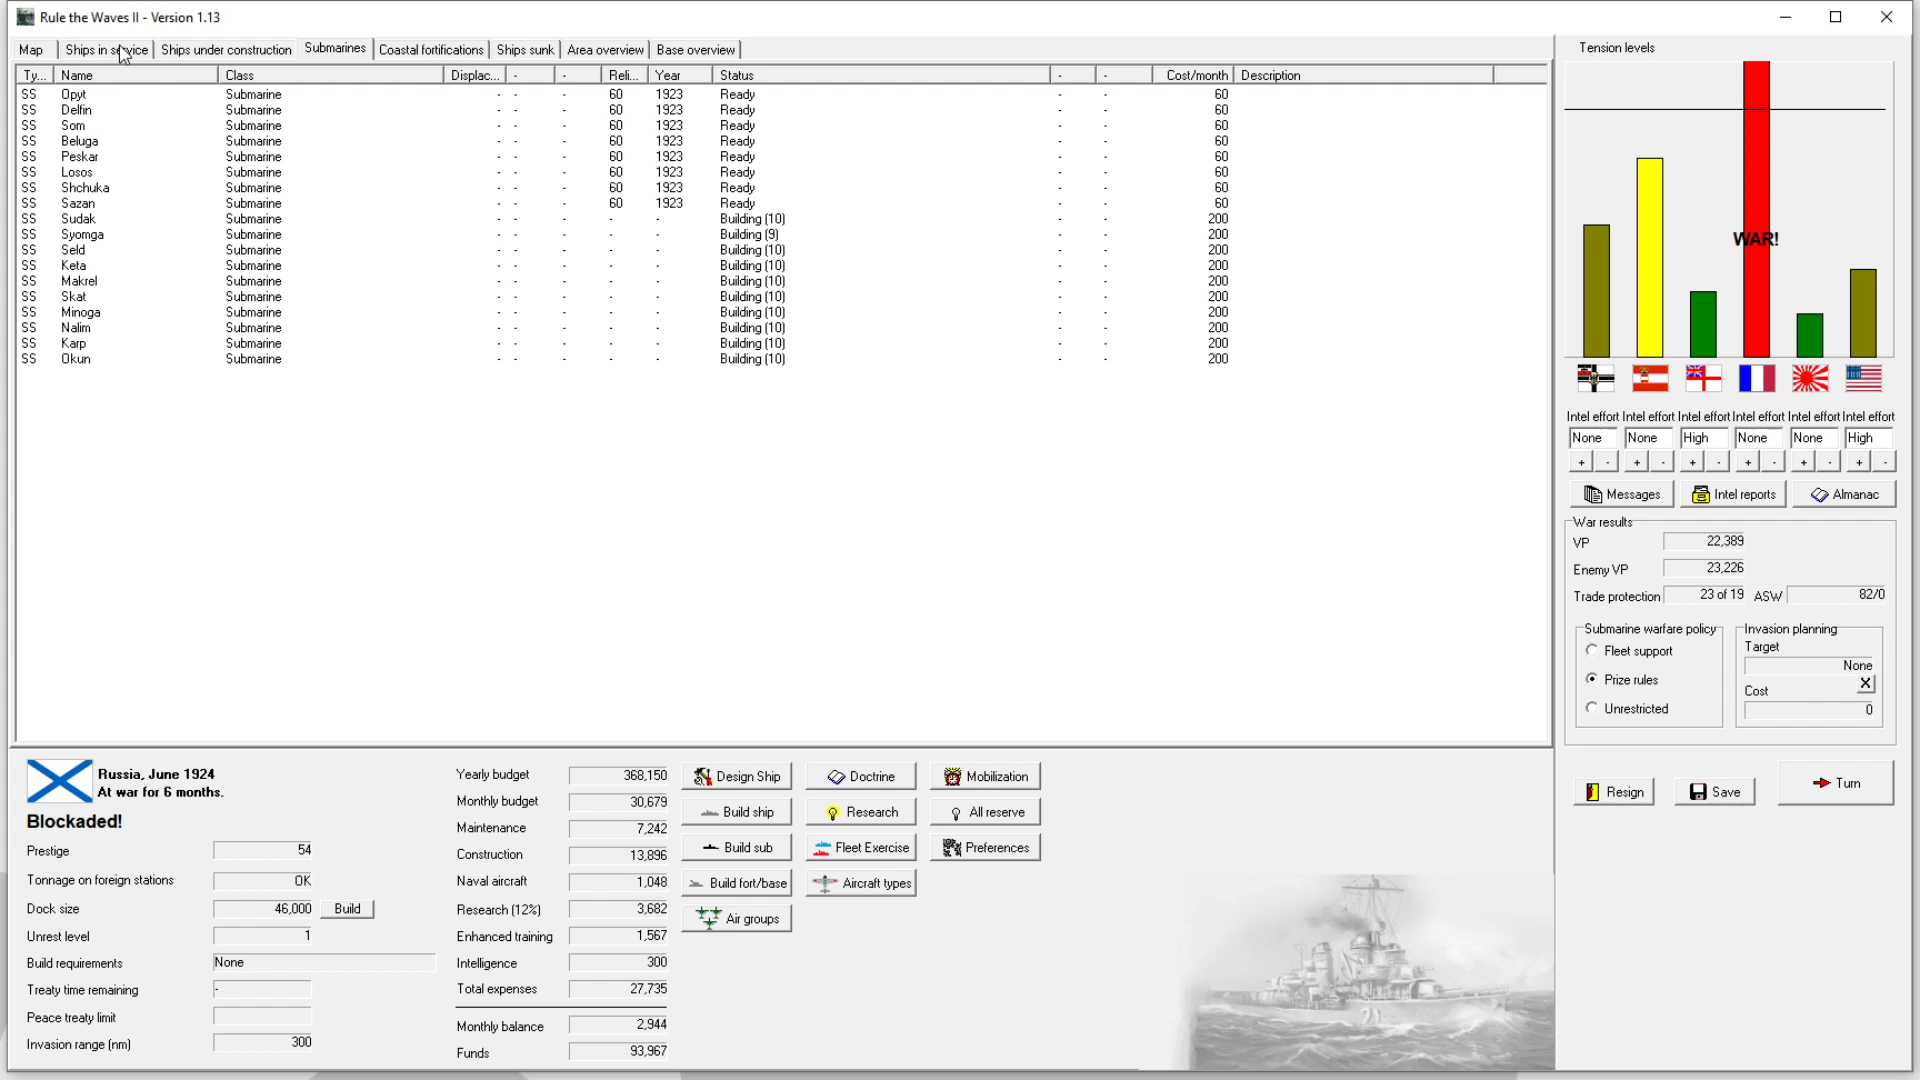 Rule the Waves II - Version 1.13
Map Ships in service Ships under construction Submarines Coastal fortifications Ships sunk Area overview Base overview
Ty... Name Class Displac... - - Reli... Year Status - - Cost/month Description
SS Opyt Submarine - - - 60 1923 Ready - - 60
SS Delfin Submarine - - - 60 1923 Ready - - 60
SS Som Submarine - - - 60 1923 Ready - - 60
SS Beluga Submarine - - - 60 1923 Ready - - 60
SS Peskar Submarine - - - 60 1923 Ready - - 60
SS Losos Submarine - - - 60 1923 Ready - - 60
SS Shchuka Submarine - - - 60 1923 Ready - - 60
SS Sazan Submarine - - - 60 1923 Ready - - 60
SS Sudak Submarine - - - - - Building (10) - - 200
SS Syomga Submarine - - - - - Building (9) - - 200
SS Seld Submarine - - - - - Building (10) - - 200
SS Keta Submarine - - - - - Building (10) - - 200
SS Makrel Submarine - - - - - Building (10) - - 200
SS Skat Submarine - - - - - Building (10) - - 200
SS Minoga Submarine - - - - - Building (10) - - 200
SS Nalim Submarine - - - - - Building (10) - - 200
SS Karp Submarine - - - - - Building (10) - - 200
SS Okun Submarine - - - - - Building (10) - - 200
Tension levels
WAR!
Intel effort Intel effort Intel effort Intel effort Intel effort Intel effort
None None High None None High
+ - + - + - + - + - + -
Messages Intel reports Almanac
War results
VP 22,389
Enemy VP 23,226
Trade protection 23 of 19 ASW 82/0
Submarine warfare policy
Fleet support
Prize rules
Unrestricted
Invasion planning
Target
None
Cost X
0
Resign Save Turn
Russia, June 1924
At war for 6 months.
Blockaded!
Prestige 54
Tonnage on foreign stations OK
Dock size 46,000 Build
Unrest level 1
Build requirements None
Treaty time remaining -
Peace treaty limit
Invasion range (nm) 300
Yearly budget 368,150
Monthly budget 30,679
Maintenance 7,242
Construction 13,896
Naval aircraft 1,048
Research (12%) 3,682
Enhanced training 1,567
Intelligence 300
Total expenses 27,735
Monthly balance 2,944
Funds 93,967
Design Ship Doctrine Mobilization
Build ship Research All reserve
Build sub Fleet Exercise Preferences
Build fort/base Aircraft types
Air groups